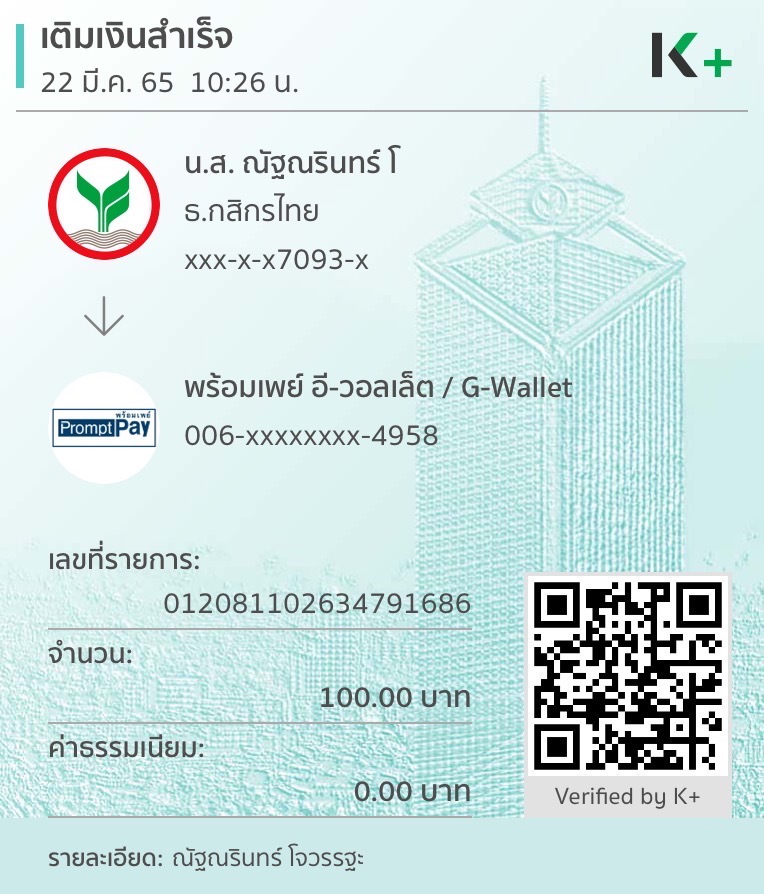 เติมเงินสำเร็จ
22 มี.ค. 65 10:26 น.
K+
น.ส. ณัฐณรินทร์ โ
ธ.กสิกรไทย
xxx-x-x7093-x
พร้อมเพย์ อี-วอลเล็ต / G-Wallet
พร้อมเพย์
PromptPay
006-xxxxxxxx-4958
เลขที่รายการ:
012081102634791686
จำนวน:
100.00 บาท
ค่าธรรมเนียม:
0.00 บาท
Verified by K+
รายละเอียด: ณัฐณรินทร์ โจวรรฐะ